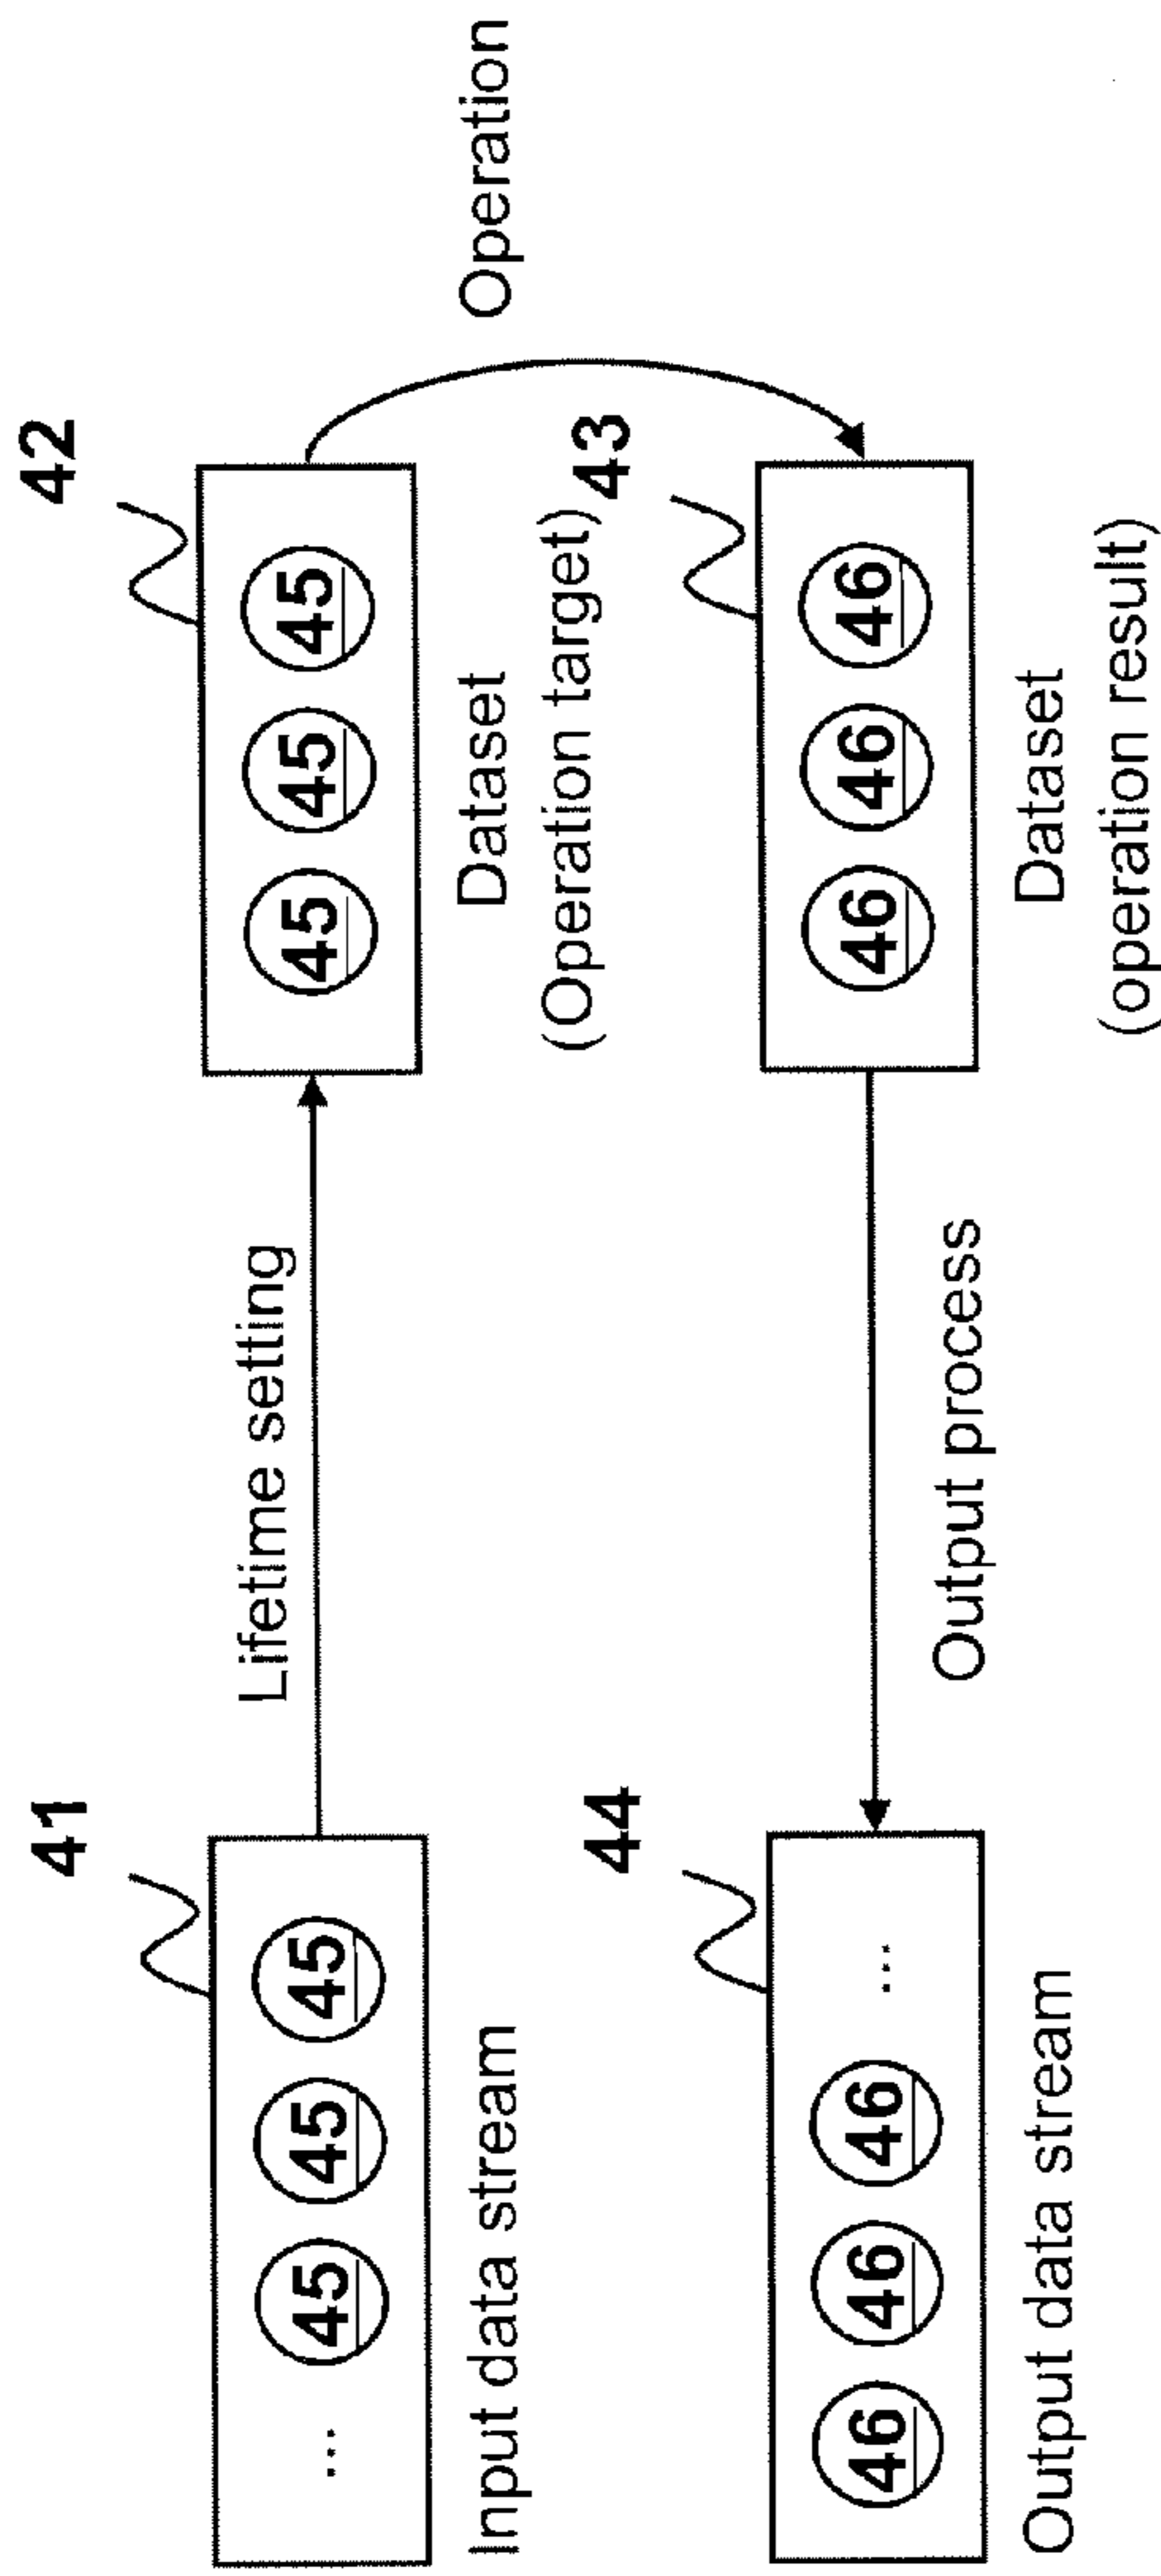 41
... 45 45 45
Input data stream
Lifetime setting
42
45 45 45
Dataset
(Operation target)
Operation
43
46 46 46
Dataset
(operation result)
Output process
44
46 46 46 ...
Output data stream